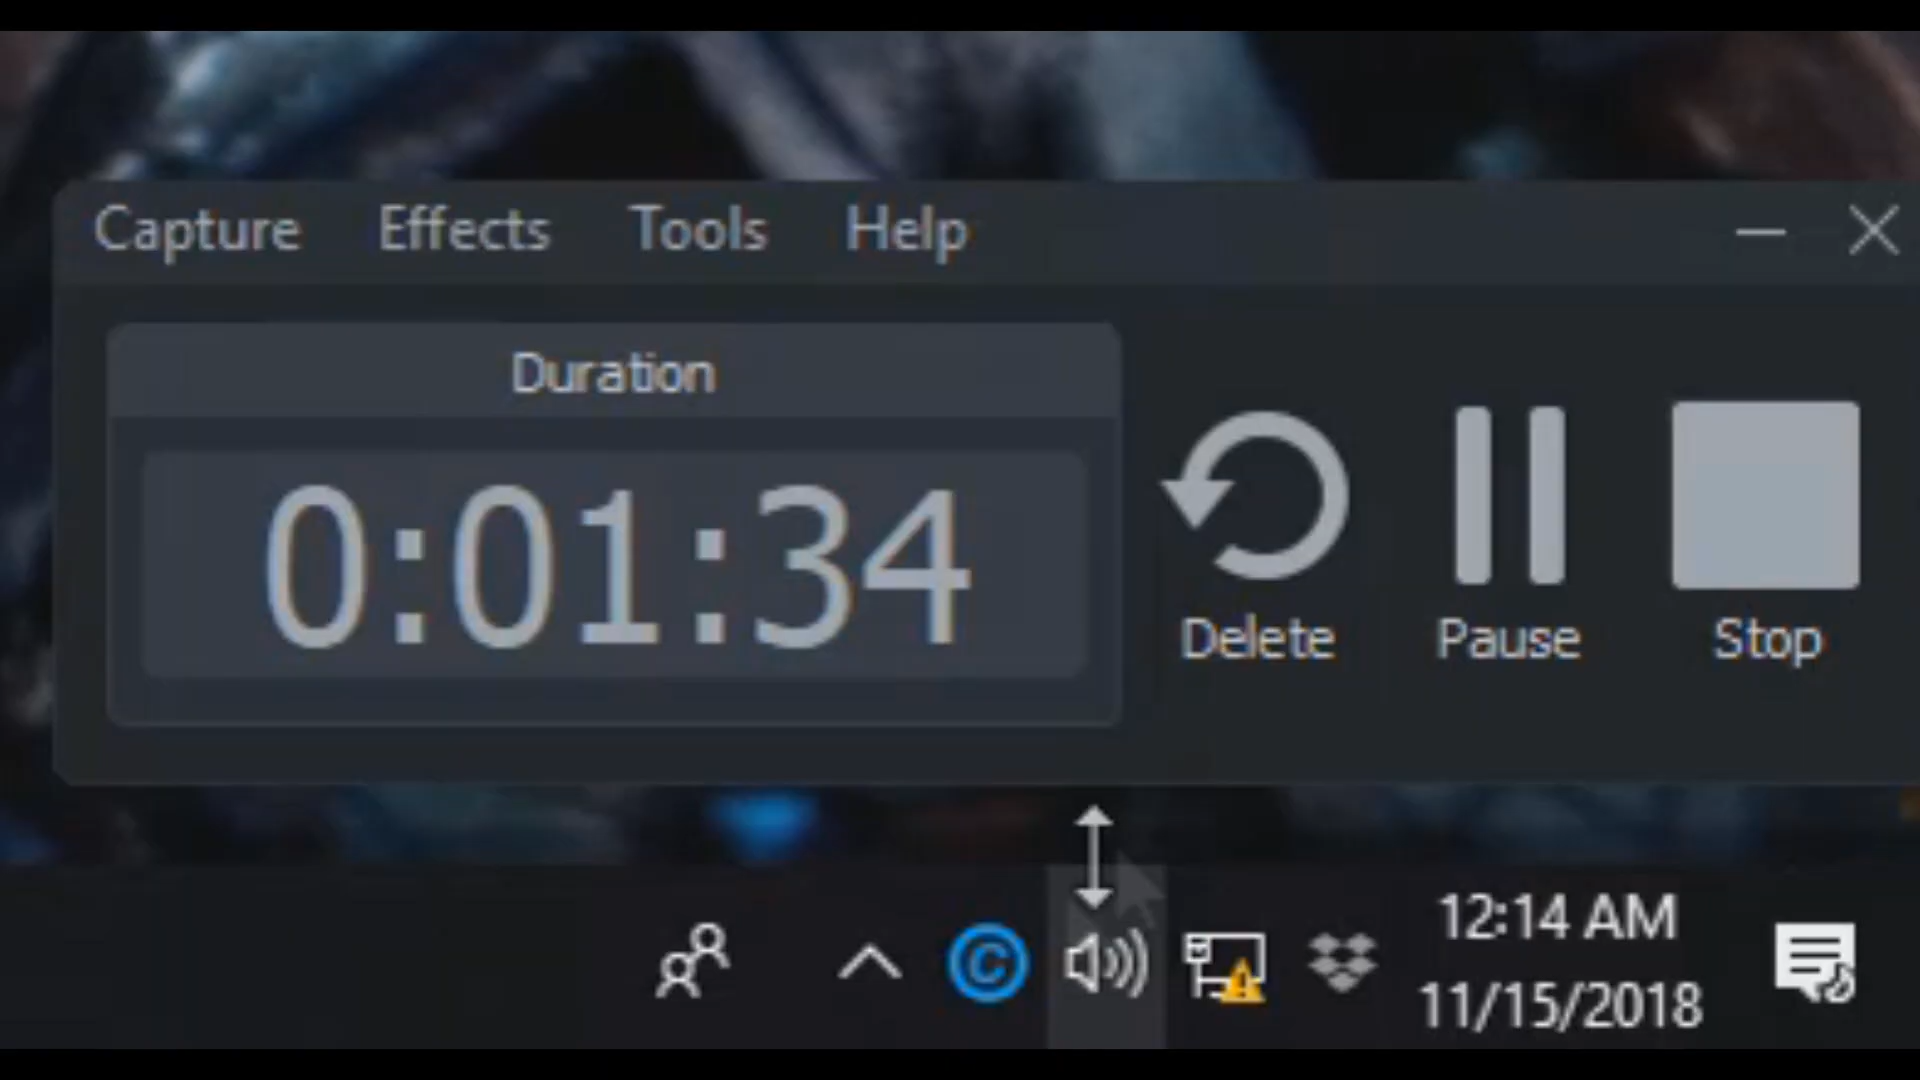 Capture Effects Tools Help
Duration
0:01:34
Delete Pause Stop
12:14 AM
11/15/2018